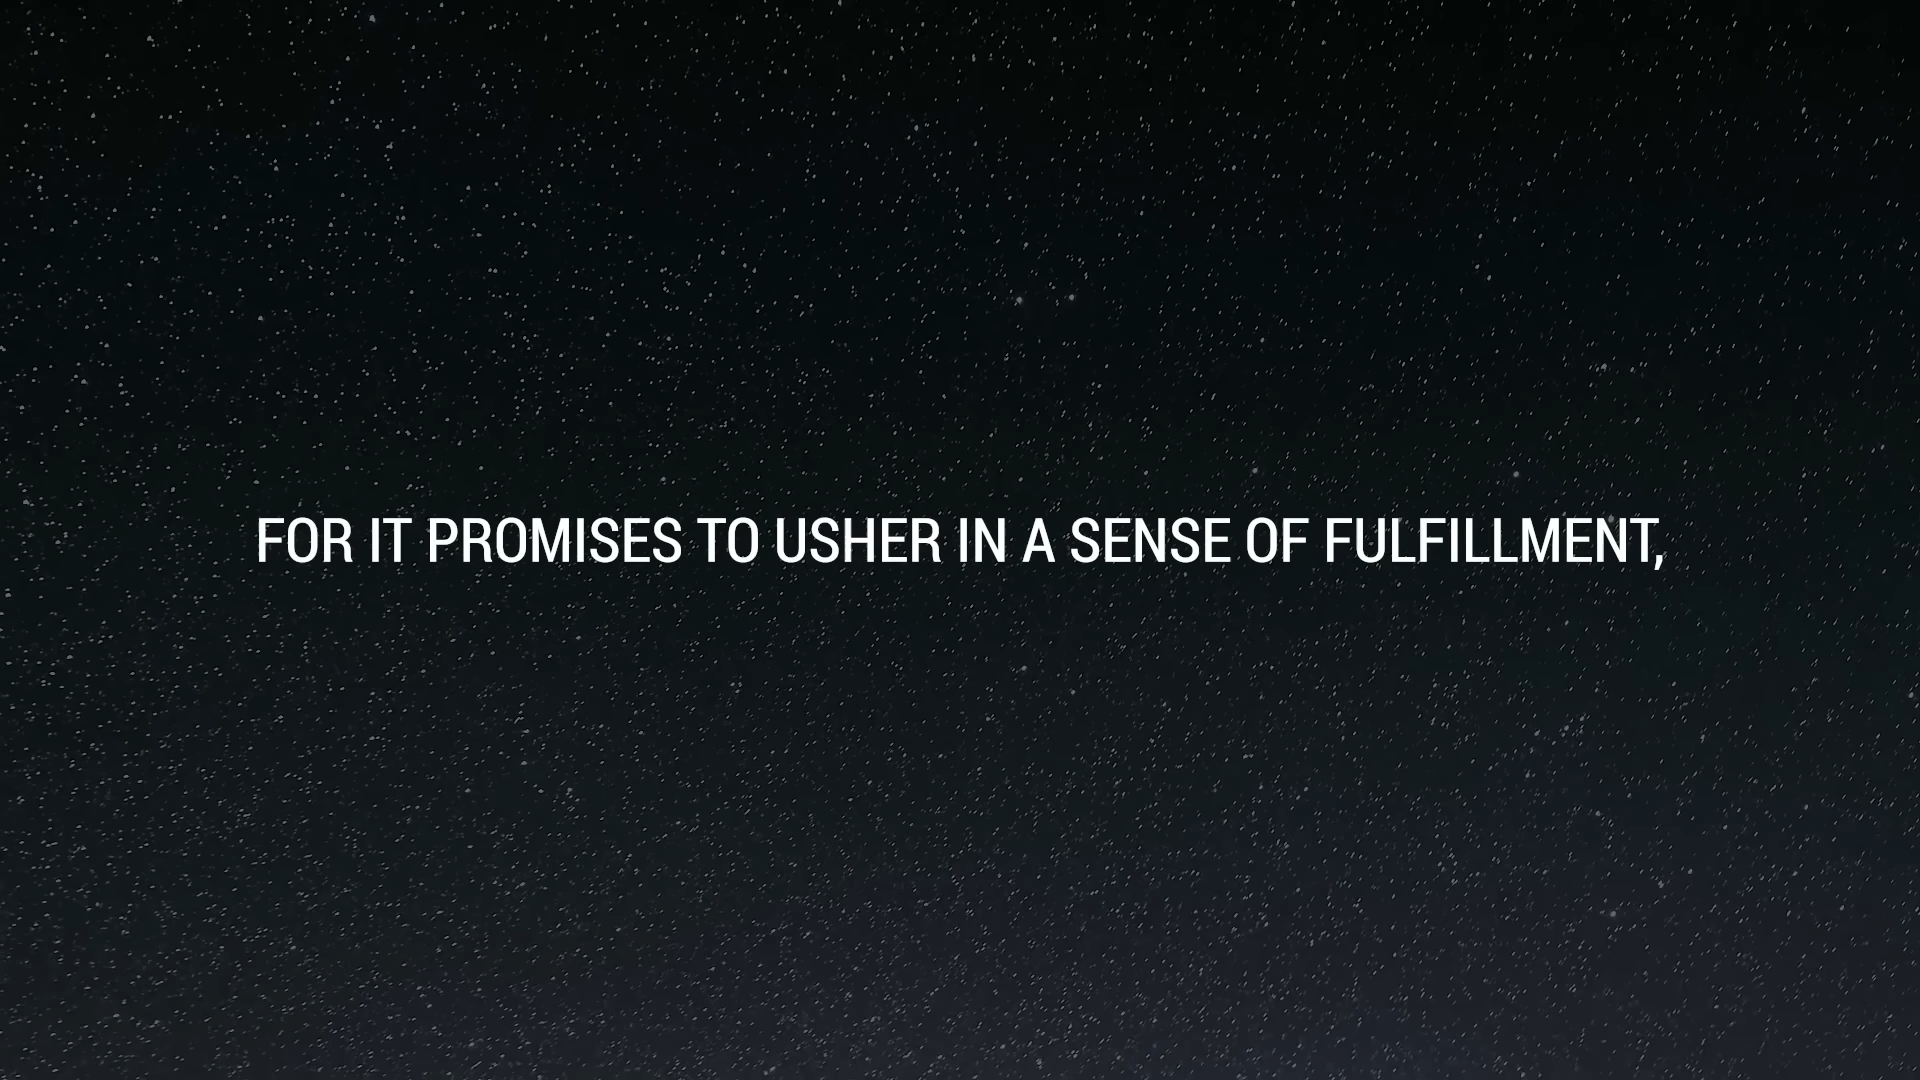 FOR IT PROMISES TO USHER IN A SENSE OF FULFILLMENT,